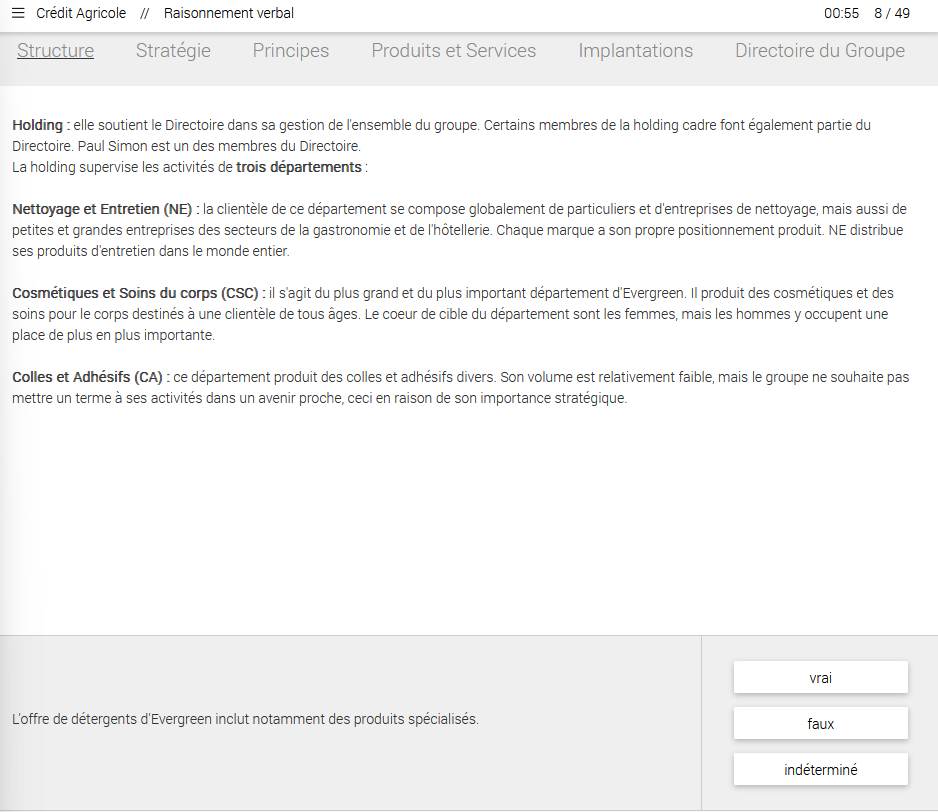 ☰ Crédit Agricole // Raisonnement verbal 00:55 8 / 49
Structure Stratégie Principes Produits et Services Implantations Directoire du Groupe
Holding : elle soutient le Directoire dans sa gestion de l'ensemble du groupe. Certains membres de la holding cadre font également partie du
Directoire. Paul Simon est un des membres du Directoire.
La holding supervise les activités de trois départements :
Nettoyage et Entretien (NE) : la clientèle de ce département se compose globalement de particuliers et d'entreprises de nettoyage, mais aussi de
petites et grandes entreprises des secteurs de la gastronomie et de l'hôtellerie. Chaque marque a son propre positionnement produit. NE distribue
ses produits d'entretien dans le monde entier.
Cosmétiques et Soins du corps (CSC) : il s'agit du plus grand et du plus important département d'Evergreen. Il produit des cosmétiques et des
soins pour le corps destinés à une clientèle de tous âges. Le coeur de cible du département sont les femmes, mais les hommes y occupent une
place de plus en plus importante.
Colles et Adhésifs (CA) : ce département produit des colles et adhésifs divers. Son volume est relativement faible, mais le groupe ne souhaite pas
mettre un terme à ses activités dans un avenir proche, ceci en raison de son importance stratégique.
L'offre de détergents d'Evergreen inclut notamment des produits spécialisés.
vrai
faux
indéterminé